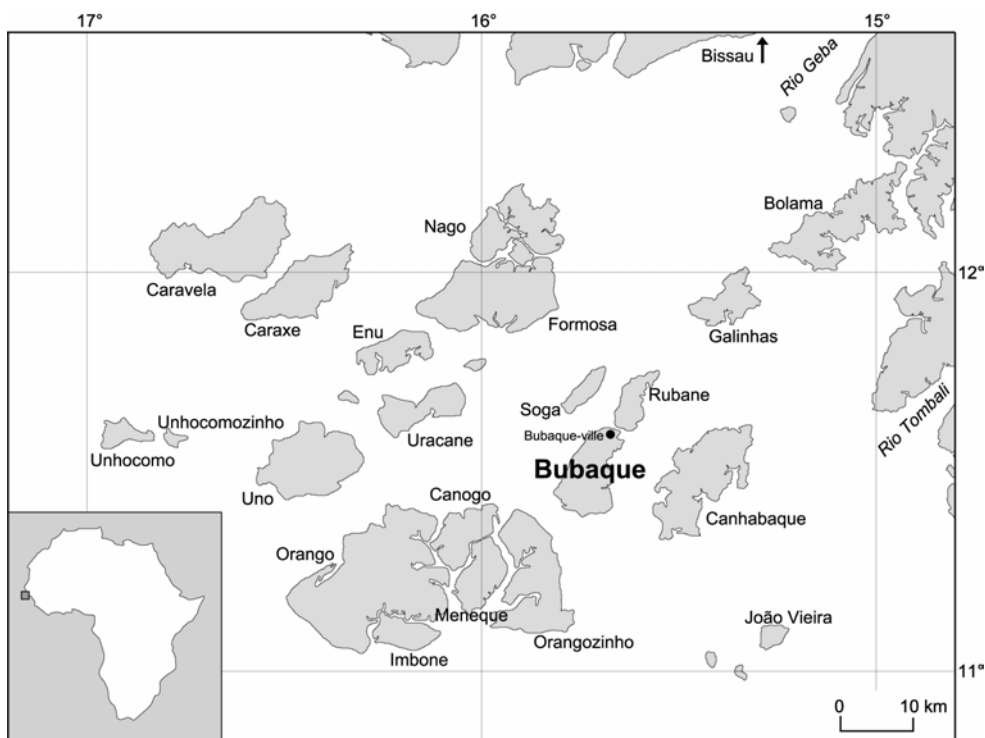 17°
16°
15°
Bissau
Rio Geba
Bolama
Nago
12°
Caravela
Caraxe
Formosa
Enu
Galinhas
Rubane
Soga
Unhocomozinho
Uracane
Bubaque-ville
Rio Tombali
Unhocomo
Bubaque
Uno
Canogo
Canhabaque
Orango
Meneque
João Vieira
Orangozinho
Imbone
11°
0 10 km